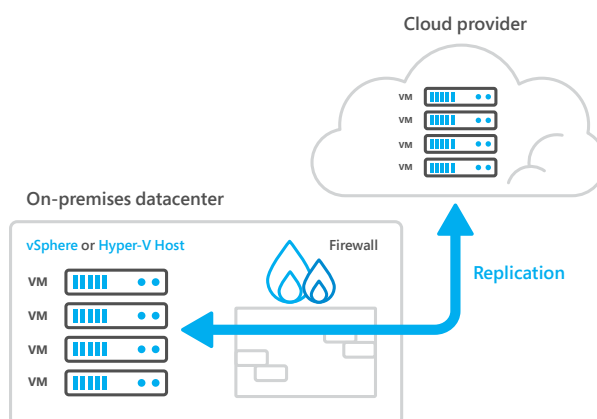 Cloud provider
VM
VM
VM
VM
On-premises datacenter
vSphere or Hyper-V Host
Firewall
Replication
VM
VM
VM
VM